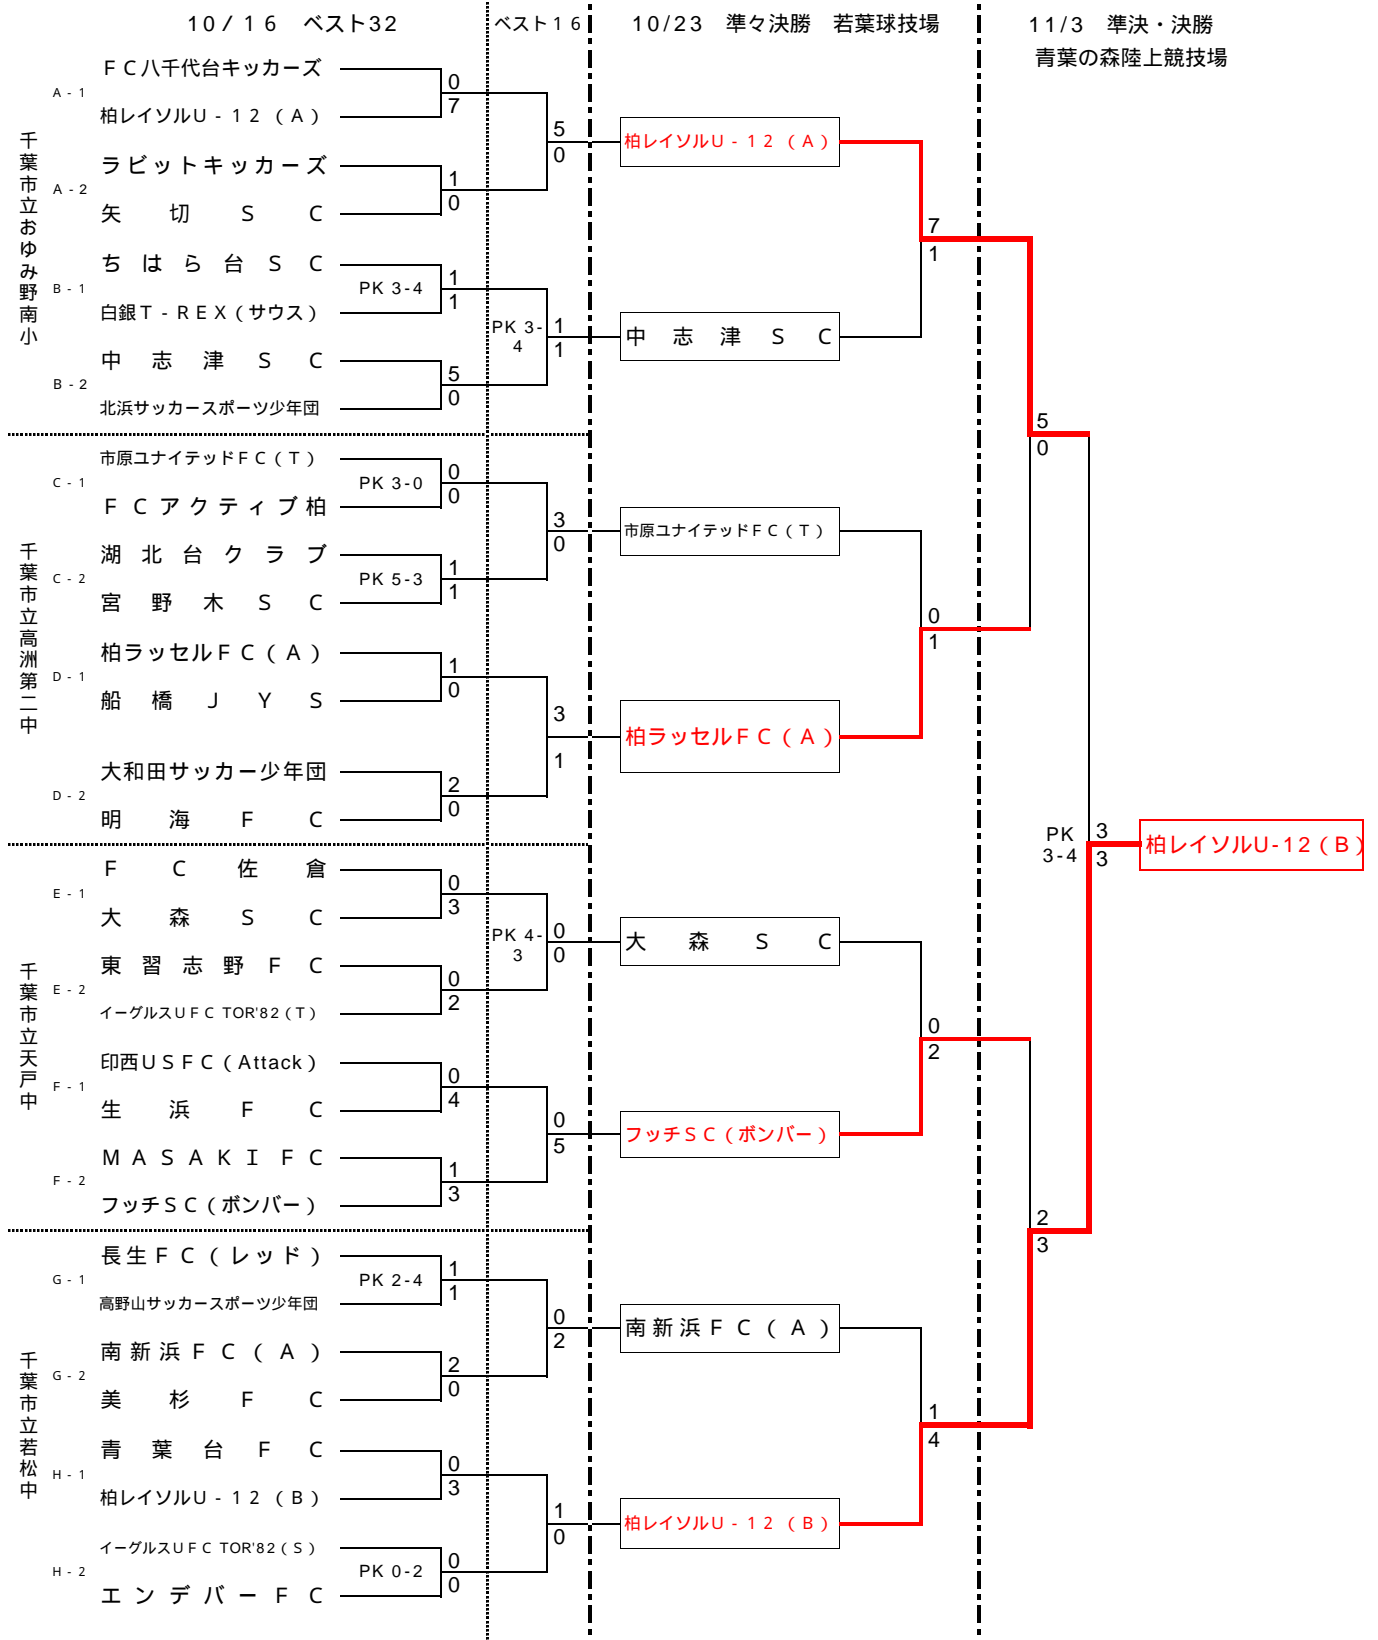 10/16　ベスト32
ベスト16
10/23　準々決勝　若葉球技場
11/3　準決・決勝
青葉の森陸上競技場
千葉市立おゆみ野南小
A-1
ＦＣ八千代台キッカーズ
0
7
柏レイソルU-12（A）
5
0
柏レイソルU-12（A）
A-2
ラビットキッカーズ
1
0
矢切ＳＣ
7
1
B-1
ちはら台ＳＣ
PK 3-4
1
1
白銀Ｔ-ＲＥＸ(サウス)
PK 3-4
1
1
中志津ＳＣ
B-2
中志津ＳＣ
5
0
北浜サッカースポーツ少年団
5
0
千葉市立高洲第二中
C-1
市原ユナイテッドＦＣ(Ｔ)
PK 3-0
0
0
ＦＣアクティブ柏
3
0
市原ユナイテッドＦＣ(Ｔ)
C-2
湖北台クラブ
PK 5-3
1
1
宮野木ＳＣ
0
1
D-1
柏ラッセルＦＣ(Ａ)
1
0
船橋ＪＹＳ
3
1
柏ラッセルＦＣ(Ａ)
D-2
大和田サッカー少年団
2
0
明海ＦＣ
PK
3-4
3
3
柏レイソルU-12(B)
千葉市立天戸中
E-1
ＦＣ佐倉
0
3
大森ＳＣ
PK 4-3
0
0
大森ＳＣ
E-2
東習志野ＦＣ
0
2
イーグルスＵＦＣ TOR'82(Ｔ)
0
2
F-1
印西ＵＳＦＣ(Attack)
0
4
生浜ＦＣ
0
5
フッチＳＣ(ボンバー)
F-2
ＭＡＳＡＫＩＦＣ
1
3
フッチＳＣ(ボンバー)
2
3
千葉市立若松中
G-1
長生ＦＣ(レッド)
PK 2-4
1
1
高野山サッカースポーツ少年団
0
2
南新浜ＦＣ(Ａ)
G-2
南新浜ＦＣ(Ａ)
2
0
美杉ＦＣ
1
4
H-1
青葉台ＦＣ
0
3
柏レイソルU-12（B）
1
0
柏レイソルU-12（B）
H-2
イーグルスＵＦＣ TOR'82(Ｓ)
PK 0-2
0
0
エンデバーＦＣ